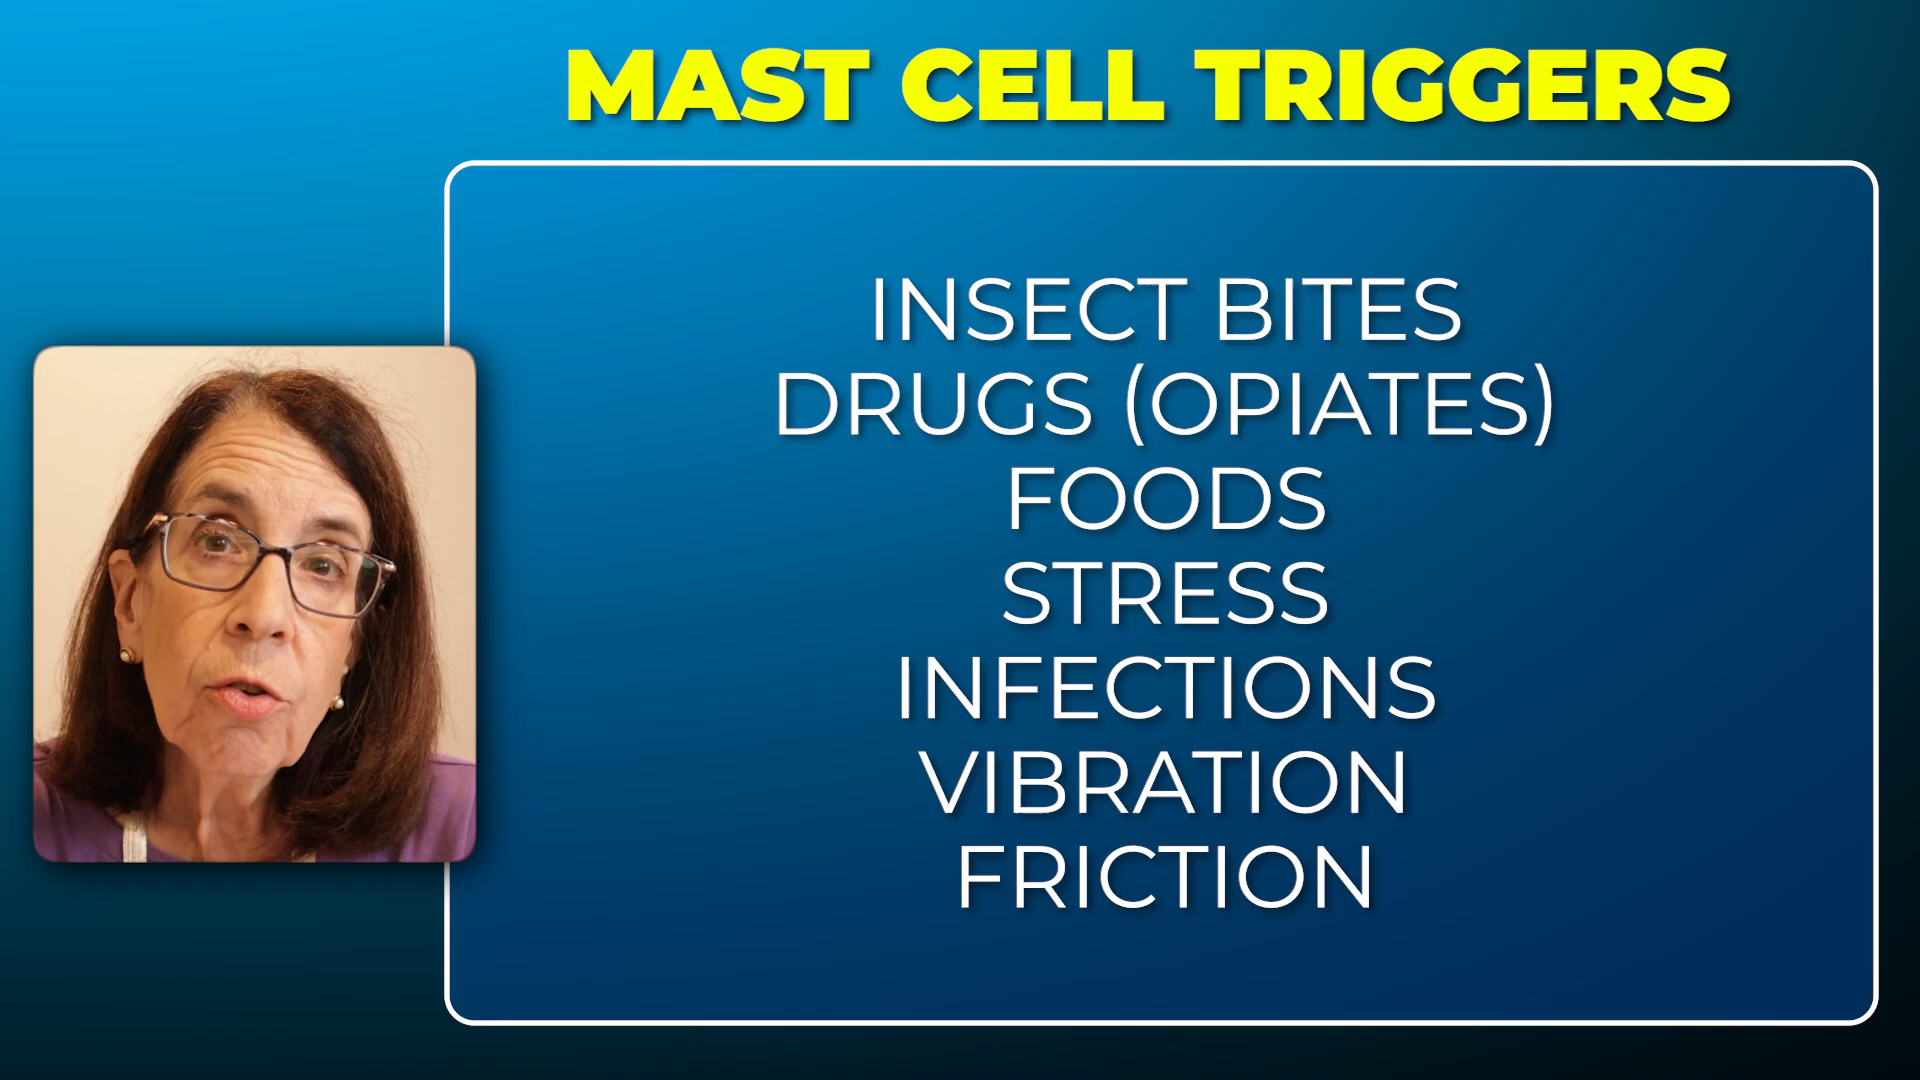 MAST CELL TRIGGERS
INSECT BITES
DRUGS (OPIATES)
FOODS
STRESS
INFECTIONS
VIBRATION
FRICTION